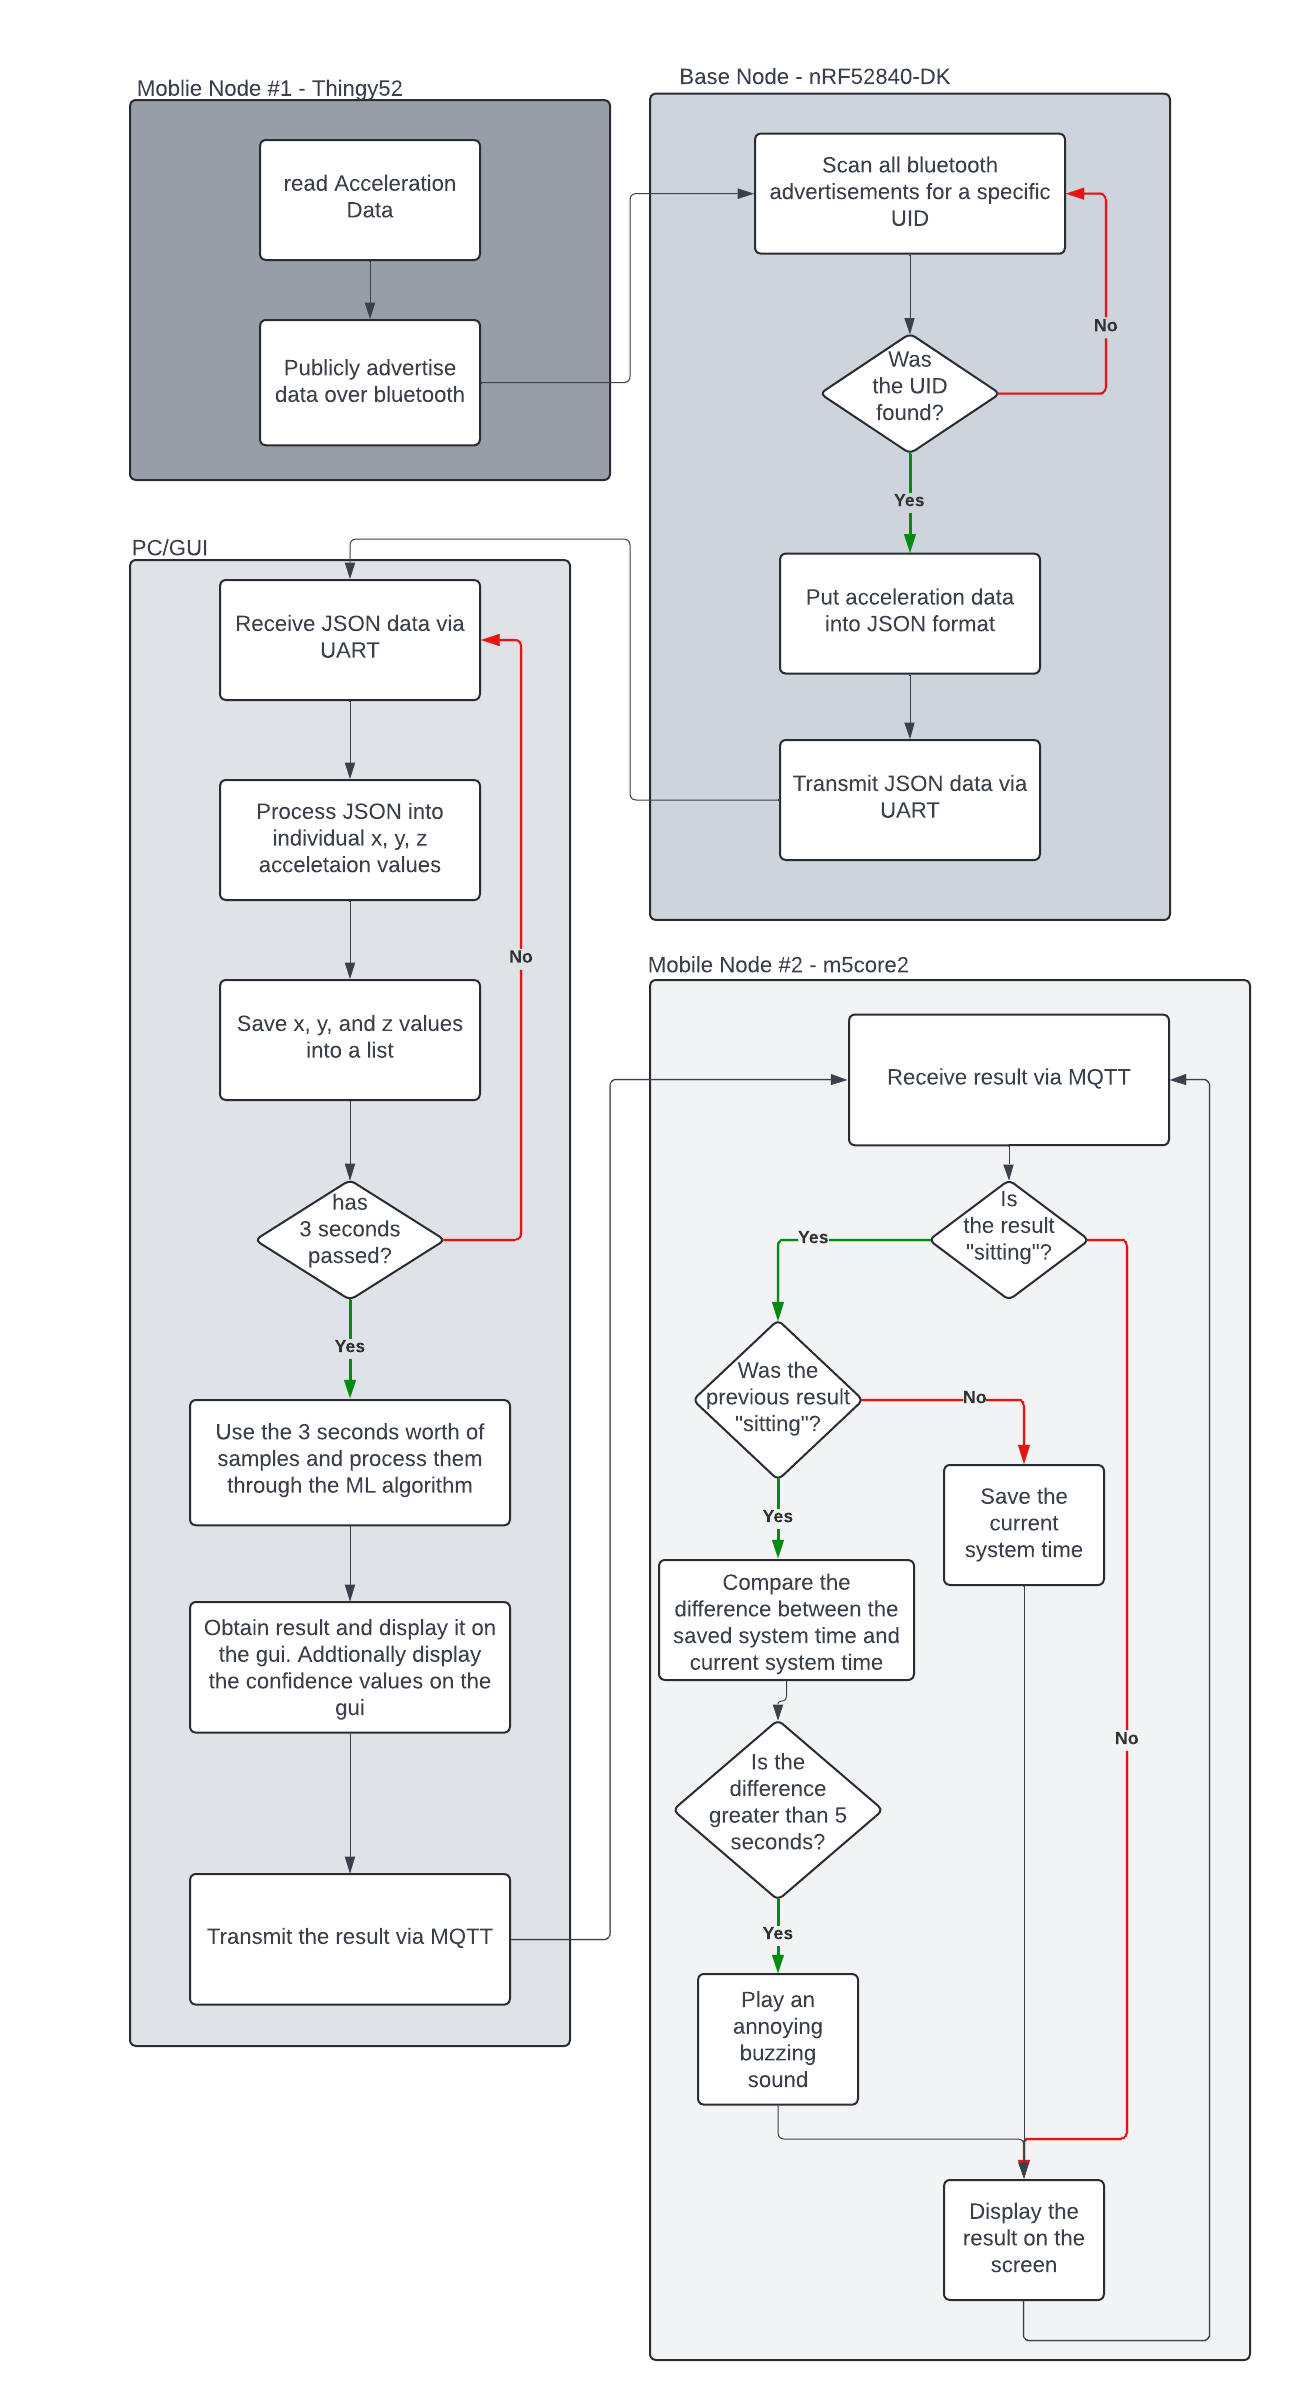 Moblie Node #1 - Thingy52
read Acceleration
Data
Publicly advertise
data over bluetooth
Base Node - nRF52840-DK
Scan all bluetooth
advertisements for a specific
UID
No
Was
the UID
found?
Yes
Put acceleration data
into JSON format
Transmit JSON data via
UART
PC/GUI
Receive JSON data via
UART
Process JSON into
individual x, y, z
acceletaion values
No
Save x, y, and z values
into a list
has
3 seconds
passed?
Yes
Use the 3 seconds worth of
samples and process them
through the ML algorithm
Obtain result and display it on
the gui. Addtionally display
the confidence values on the
gui
Transmit the result via MQTT
Mobile Node #2 - m5core2
Receive result via MQTT
Is
the result
"sitting"?
Yes
Was the
previous result
"sitting"?
No
Save the
current
system time
Yes
Compare the
difference between the
saved system time and
current system time
No
Is the
difference
greater than 5
seconds?
Yes
Play an
annoying
buzzing
sound
Display the
result on the
screen